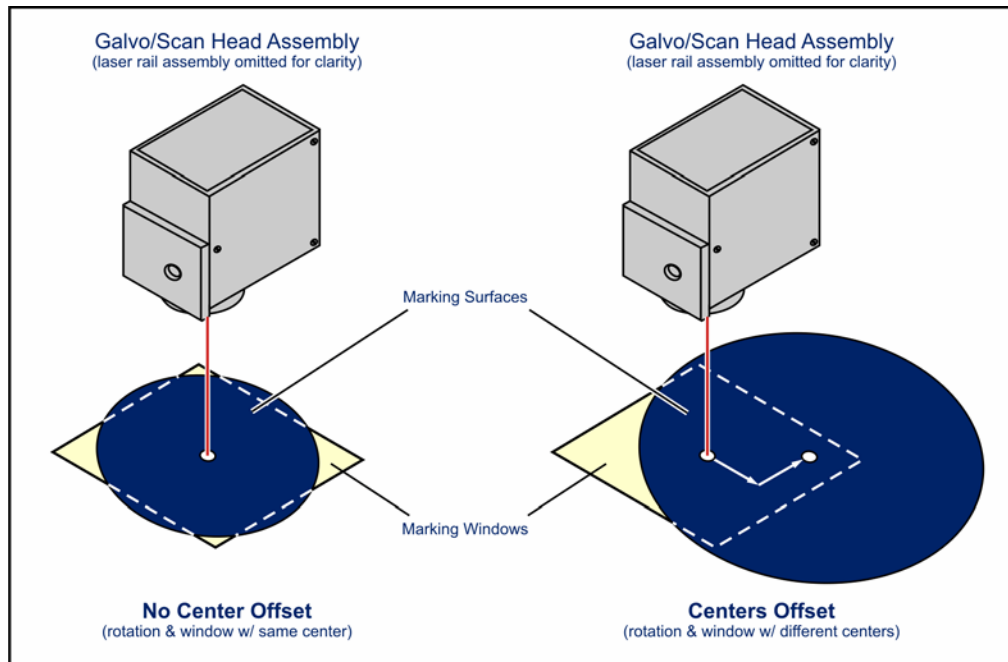 Galvo/Scan Head Assembly
(laser rail assembly omitted for clarity)
Galvo/Scan Head Assembly
(laser rail assembly omitted for clarity)
Marking Surfaces
Marking Windows
No Center Offset
(rotation & window w/ same center)
Centers Offset
(rotation & window w/ different centers)